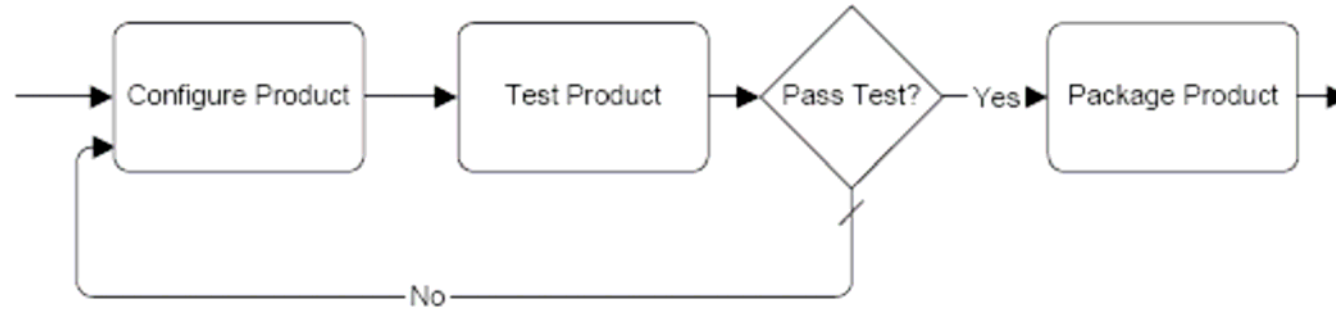 Configure Product
Test Product
Pass Test?
Yes
Package Product
No